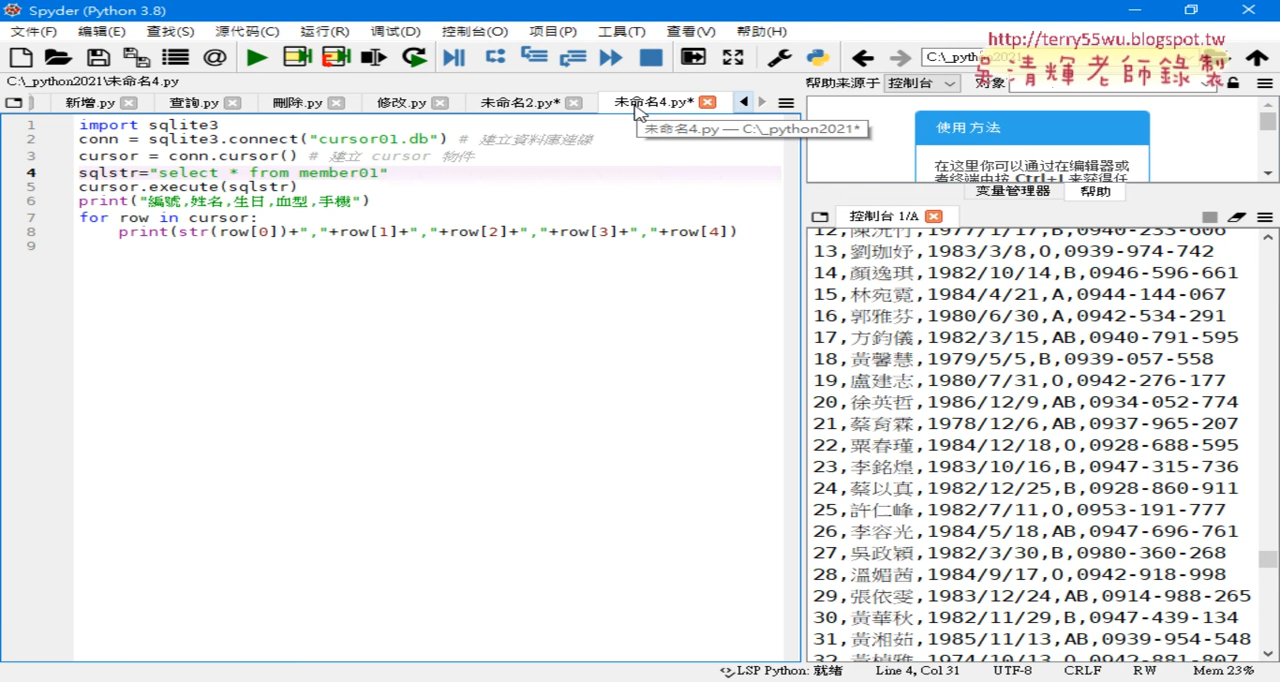 Spyder (Python 3.8)
文件(F) 编辑(E) 查找(S) 源代码(C) 运行(R) 调试(D) 控制台(O) 项目(P) 工具(T) 查看(V) 帮助(H)
http://terry55wu.blogspot.tw
吳清輝老師錄製
C:\_python2021\未命名4.py
帮助来源于 控制台 对象
新增.py 查詢.py 刪除.py 修改.py 未命名2.py* 未命名4.py*
未命名4.py — C:\_python2021*
1 import sqlite3
2 conn = sqlite3.connect("cursor01.db") # 建立資料庫連線
3 cursor = conn.cursor() # 建立 cursor 物件
4 sqlstr="select * from member01"
5 cursor.execute(sqlstr)
6 print("編號,姓名,生日,血型,手機")
7 for row in cursor:
8 print(str(row[0])+","+row[1]+","+row[2]+","+row[3]+","+row[4])
9
使用方法
在这里你可以通过在编辑器或
者终端中按 Ctrl+I 来获得任
变量管理器 帮助
控制台 1/A
13,劉珈妤,1983/3/8,O,0939-974-742
14,顏逸琪,1982/10/14,B,0946-596-661
15,林宛霓,1984/4/21,A,0944-144-067
16,郭雅芬,1980/6/30,A,0942-534-291
17,方鈞儀,1982/3/15,AB,0940-791-595
18,黃馨慧,1979/5/5,B,0939-057-558
19,盧建志,1980/7/31,O,0942-276-177
20,徐英哲,1986/12/9,AB,0934-052-774
21,蔡育霖,1978/12/6,AB,0937-965-207
22,粟春瑾,1984/12/18,O,0928-688-595
23,李銘煌,1983/10/16,B,0947-315-736
24,蔡以真,1982/12/25,B,0928-860-911
25,許仁峰,1982/7/11,O,0953-191-777
26,李容光,1984/5/18,AB,0947-696-761
27,吳政穎,1982/3/30,B,0980-360-268
28,溫媚茜,1984/9/17,O,0942-918-998
29,張依雯,1983/12/24,AB,0914-988-265
30,黃華秋,1982/11/29,B,0947-439-134
31,黃湘茹,1985/11/13,AB,0939-954-548
LSP Python: 就绪 Line 4, Col 31 UTF-8 CRLF RW Mem 23%